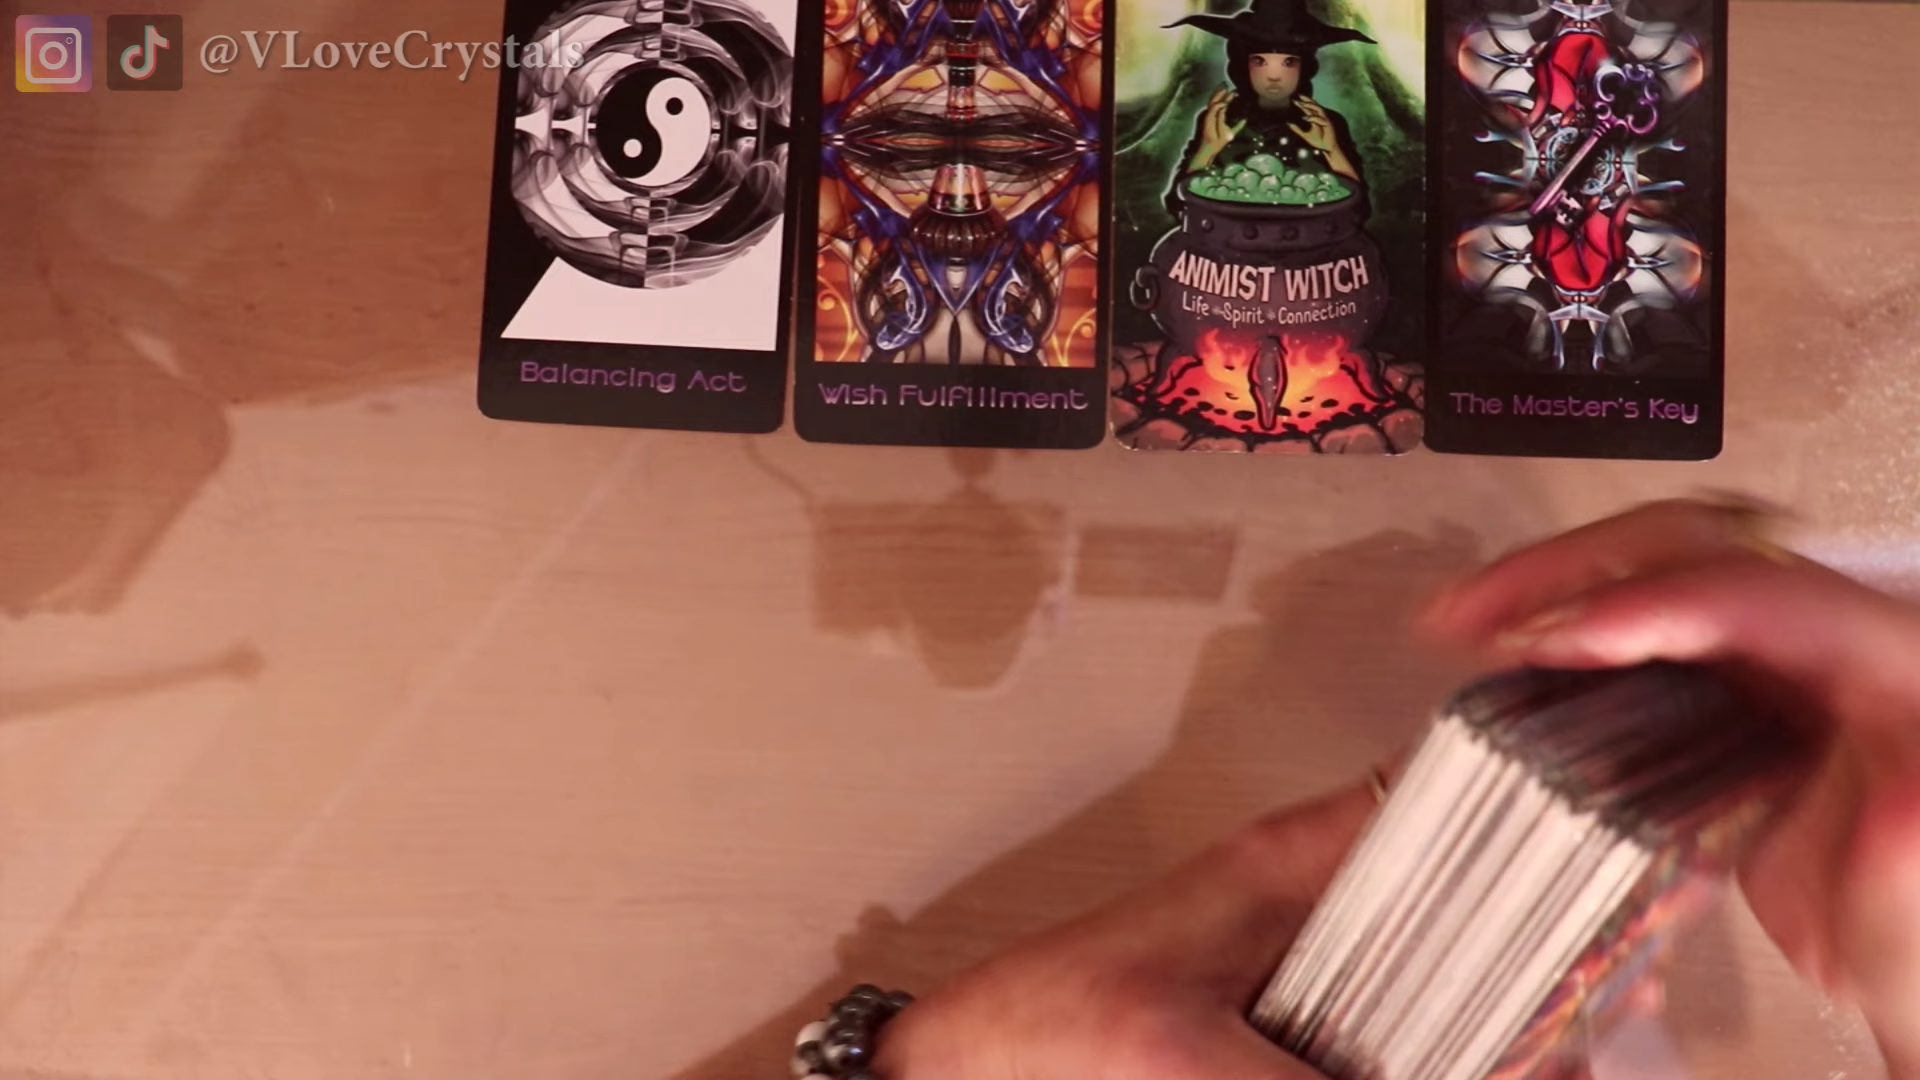 @VLoveCrystals
Balancing Act
Wish Fulfillment
ANIMIST WITCH
Life Spirit Connection
The Master's Key